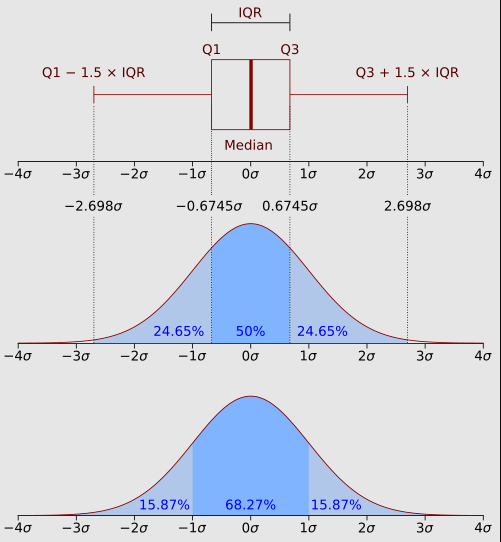 IQR
Q1 Q3
Q1 − 1.5 × IQR Q3 + 1.5 × IQR
Median
−4σ −3σ −2σ −1σ 0σ 1σ 2σ 3σ 4σ
−2.698σ −0.6745σ 0.6745σ 2.698σ
24.65% 50% 24.65%
−4σ −3σ −2σ −1σ 0σ 1σ 2σ 3σ 4σ
15.87% 68.27% 15.87%
−4σ −3σ −2σ −1σ 0σ 1σ 2σ 3σ 4σ